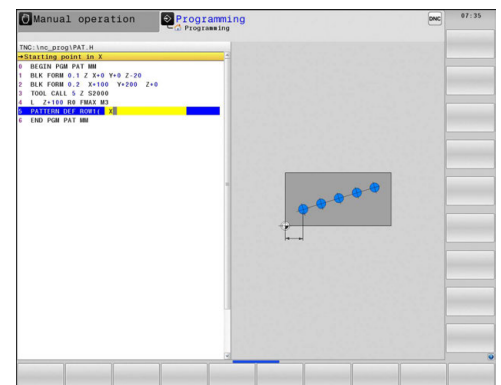 Manual operation
Programming
Programming
DNC
07:35
TNC:\nc_prog\PAT.H
→Starting point in X
0 BEGIN PGM PAT MM
1 BLK FORM 0.1 Z X+0 Y+0 Z-20
2 BLK FORM 0.2 X+100 Y+200 Z+0
3 TOOL CALL 5 Z S2000
4 L Z+100 R0 FMAX M3
5 PATTERN DEF ROW1( X
6 END PGM PAT MM